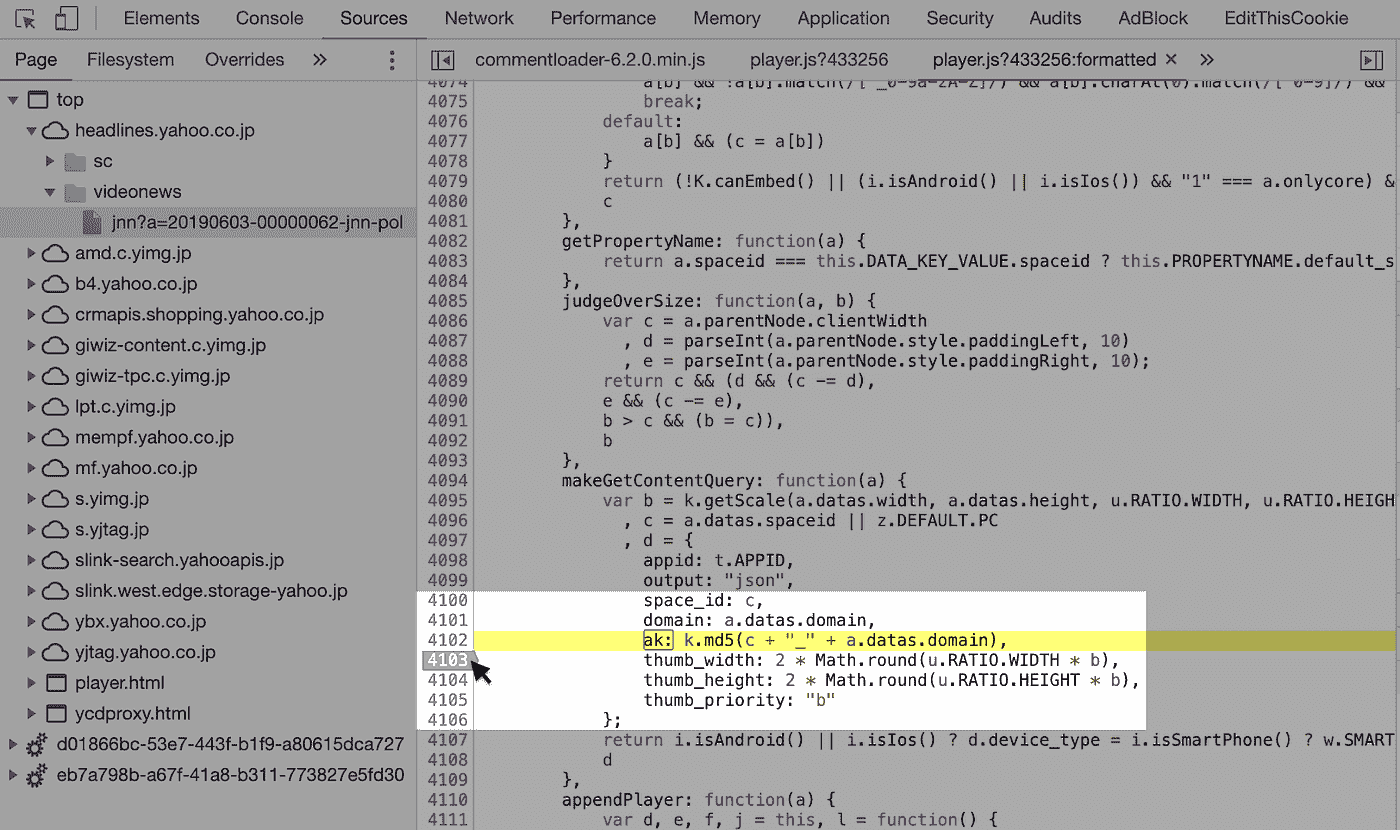 Elements Console Sources Network Performance Memory Application Security Audits AdBlock EditThisCookie
Page Filesystem Overrides »
commentloader-6.2.0.min.js player.js?433256 player.js?433256:formatted × »
top
headlines.yahoo.co.jp
sc
videonews
jnn?a=20190603-00000062-jnn-pol
amd.c.yimg.jp
b4.yahoo.co.jp
crmapis.shopping.yahoo.co.jp
giwiz-content.c.yimg.jp
giwiz-tpc.c.yimg.jp
lpt.c.yimg.jp
mempf.yahoo.co.jp
mf.yahoo.co.jp
s.yimg.jp
s.yjtag.jp
slink-search.yahooapis.jp
slink.west.edge.storage-yahoo.jp
ybx.yahoo.co.jp
yjtag.yahoo.co.jp
player.html
ycdproxy.html
d01866bc-53e7-443f-b1f9-a80615dca727
eb7a798b-a67f-41a8-b311-773827e5fd30
4074
4075 break;
4076 default:
4077 a[b] && (c = a[b])
4078 }
4079 return (!K.canEmbed() || (i.isAndroid() || i.isIos()) && "1" === a.onlycore) &
4080 c
4081 },
4082 getPropertyName: function(a) {
4083 return a.spaceid === this.DATA_KEY_VALUE.spaceid ? this.PROPERTYNAME.default_s
4084 },
4085 judgeOverSize: function(a, b) {
4086 var c = a.parentNode.clientWidth
4087 , d = parseInt(a.parentNode.style.paddingLeft, 10)
4088 , e = parseInt(a.parentNode.style.paddingRight, 10);
4089 return c && (d && (c -= d),
4090 e && (c -= e),
4091 b > c && (b = c)),
4092 b
4093 },
4094 makeGetContentQuery: function(a) {
4095 var b = k.getScale(a.datas.width, a.datas.height, u.RATIO.WIDTH, u.RATIO.HEIGH
4096 , c = a.datas.spaceid || z.DEFAULT.PC
4097 , d = {
4098 appid: t.APPID,
4099 output: "json",
4100 space_id: c,
4101 domain: a.datas.domain,
4102 ak: k.md5(c + "_" + a.datas.domain),
4103 thumb_width: 2 * Math.round(u.RATIO.WIDTH * b),
4104 thumb_height: 2 * Math.round(u.RATIO.HEIGHT * b),
4105 thumb_priority: "b"
4106 };
4107 return i.isAndroid() || i.isIos() ? d.device_type = i.isSmartPhone() ? w.SMART
4108 d
4109 },
4110 appendPlayer: function(a) {
4111 var d, e, f, j = this, l = function() {